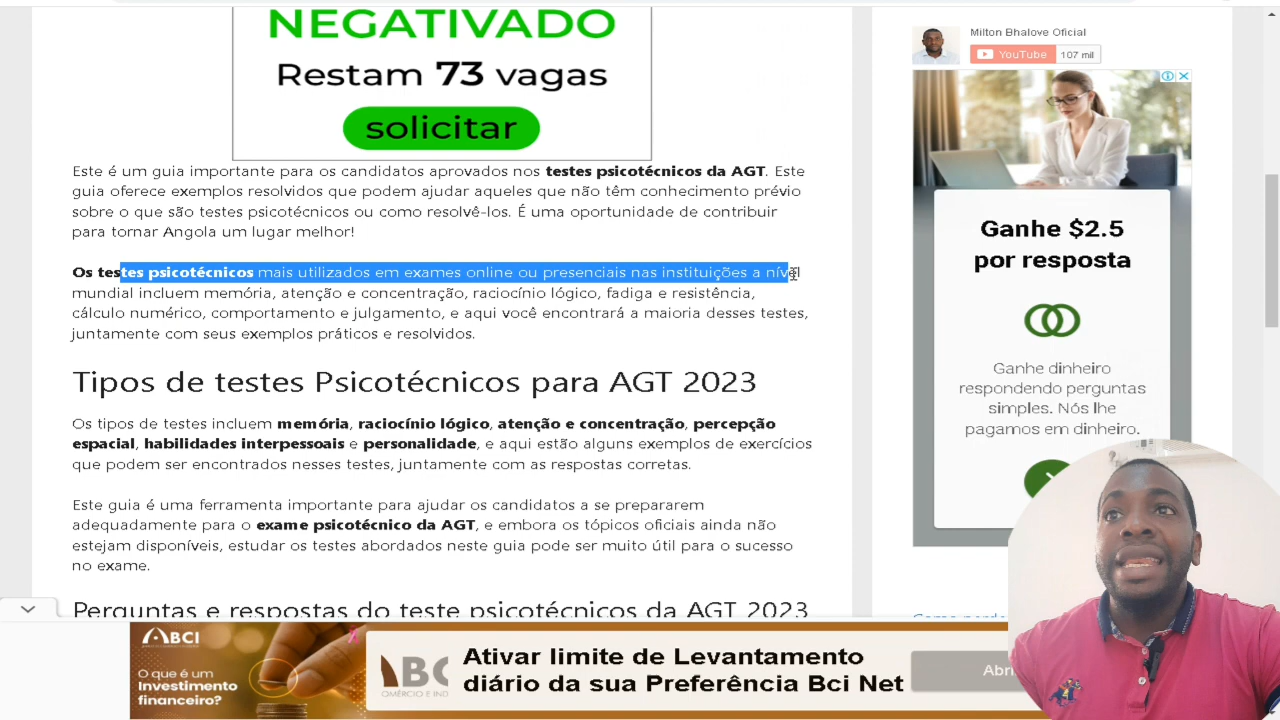 NEGATIVADO
Restam 73 vagas
solicitar
Este é um guia importante para os candidatos aprovados nos testes psicotécnicos da AGT. Este
guia oferece exemplos resolvidos que podem ajudar aqueles que não têm conhecimento prévio
sobre o que são testes psicotécnicos ou como resolvê-los. É uma oportunidade de contribuir
para tornar Angola um lugar melhor!
Os testes psicotécnicos mais utilizados em exames online ou presenciais nas instituições a nível
mundial incluem memória, atenção e concentração, raciocínio lógico, fadiga e resistência,
cálculo numérico, comportamento e julgamento, e aqui você encontrará a maioria desses testes,
juntamente com seus exemplos práticos e resolvidos.
Tipos de testes Psicotécnicos para AGT 2023
Os tipos de testes incluem memória, raciocínio lógico, atenção e concentração, percepção
espacial, habilidades interpessoais e personalidade, e aqui estão alguns exemplos de exercícios
que podem ser encontrados nesses testes, juntamente com as respostas corretas.
Este guia é uma ferramenta importante para ajudar os candidatos a se prepararem
adequadamente para o exame psicotécnico da AGT, e embora os tópicos oficiais ainda não
estejam disponíveis, estudar os testes abordados neste guia pode ser muito útil para o sucesso
no exame.
Perguntas e respostas do teste psicotécnicos da AGT 2023
Milton Bhalove Oficial
YouTube 107 mil
Ganhe $2.5
por resposta
Ganhe dinheiro
respondendo perguntas
simples. Nós lhe
pagamos em dinheiro.
BCI
O que é um
Investimento
financeiro?
Ativar limite de Levantamento
diário da sua Preferência Bci Net